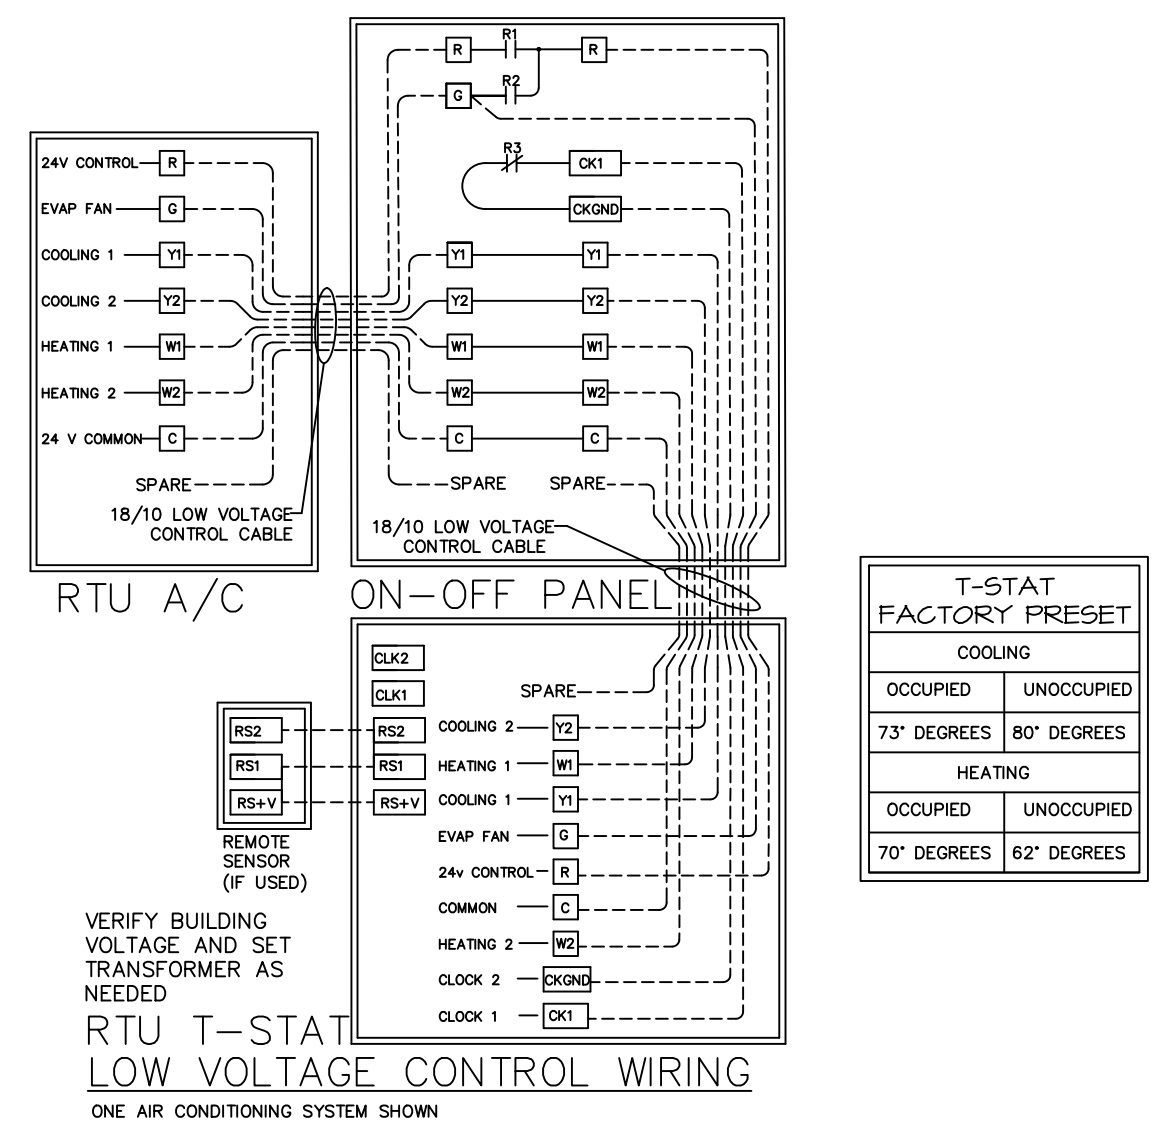 R1
R
R
R2
G
R3
CK1
CKGND
24V CONTROL R
EVAP FAN G
COOLING 1 Y1
COOLING 2 Y2
HEATING 1 W1
HEATING 2 W2
24 V COMMON C
SPARE
Y1 Y1
Y2 Y2
W1 W1
W2 W2
C C
SPARE SPARE
18/10 LOW VOLTAGE
CONTROL CABLE
18/10 LOW VOLTAGE
CONTROL CABLE
RTU A/C
ON-OFF PANEL
T-STAT
FACTORY PRESET
COOLING
OCCUPIED UNOCCUPIED
73° DEGREES 80° DEGREES
HEATING
OCCUPIED UNOCCUPIED
70° DEGREES 62° DEGREES
CLK2
CLK1
RS2
RS1
RS+V
RS2
RS1
RS+V
REMOTE
SENSOR
(IF USED)
SPARE
COOLING 2 Y2
HEATING 1 W1
COOLING 1 Y1
EVAP FAN G
24v CONTROL R
COMMON C
HEATING 2 W2
CLOCK 2 CKGND
CLOCK 1 CK1
VERIFY BUILDING
VOLTAGE AND SET
TRANSFORMER AS
NEEDED
RTU T-STAT
LOW VOLTAGE CONTROL WIRING
ONE AIR CONDITIONING SYSTEM SHOWN